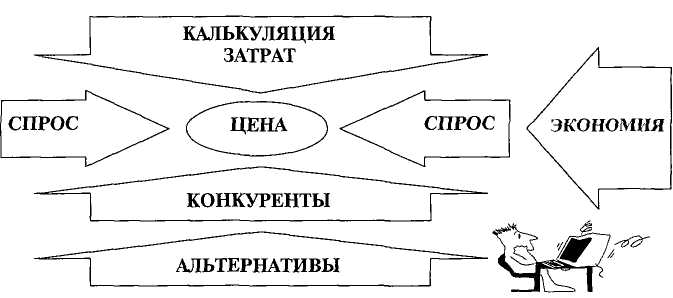 КАЛЬКУЛЯЦИЯ
ЗАТРАТ
СПРОС
ЦЕНА
СПРОС
ЭКОНОМИЯ
КОНКУРЕНТЫ
АЛЬТЕРНАТИВЫ